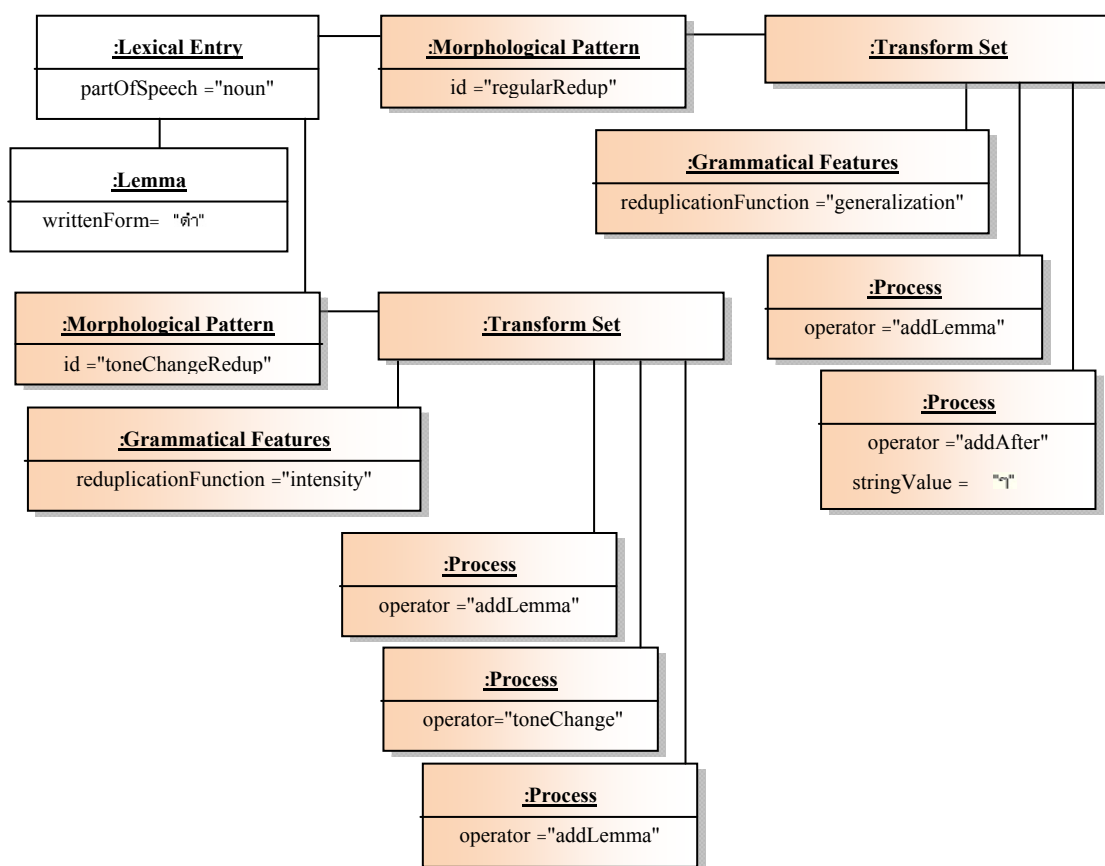 :Lexical Entry
partOfSpeech ="noun"
:Morphological Pattern
id ="regularRedup"
:Transform Set
:Lemma
writtenForm= "ดำ"
:Grammatical Features
reduplicationFunction ="generalization"
:Process
operator ="addLemma"
:Process
operator ="addAfter"
stringValue = "ๆ"
:Morphological Pattern
id ="toneChangeRedup"
:Transform Set
:Grammatical Features
reduplicationFunction ="intensity"
:Process
operator ="addLemma"
:Process
operator="toneChange"
:Process
operator ="addLemma"